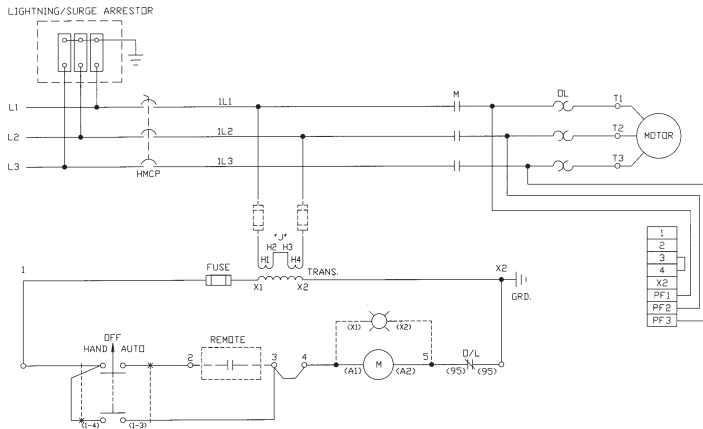 LIGHTNING/SURGE ARRESTOR
L1
1L1
M
OL
T1
L2
1L2
T2
MOTOR
L3
1L3
T3
HMCP
"J"
H2 H3
H1
H4
1
FUSE
TRANS.
X1
X2
X2
GRD.
1
2
3
4
X2
PF1
PF2
PF3
(X1)
(X2)
OFF
HAND
AUTO
REMOTE
2
3
4
5
O/L
M
(A1)
(A2)
(95)
(95)
(1-4)
(1-3)